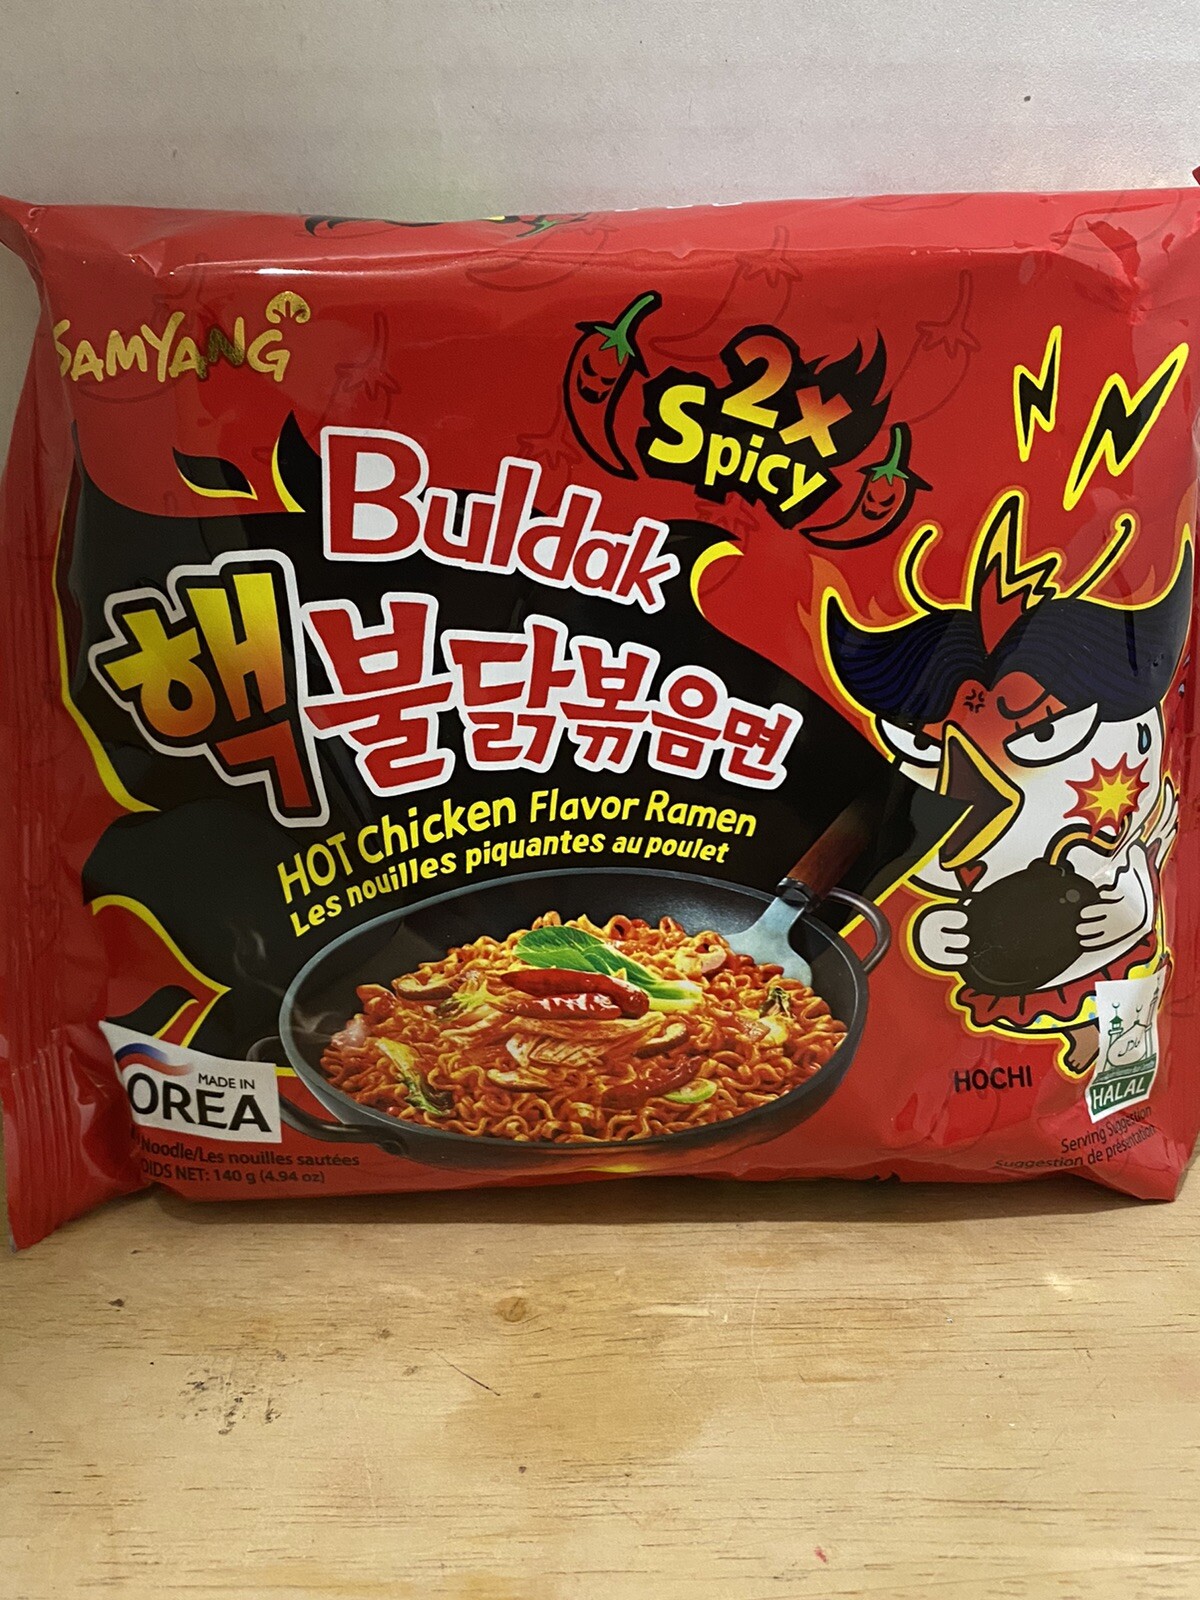 SAMYANG
2x
Spicy
Buldak
핵불닭볶음면
HOT Chicken Flavor Ramen
Les nouilles piquantes au poulet
MADE IN
OREA
HOCHI
HALAL
Noodle/Les nouilles sautées
OIDS NET: 140 g (4.94 oz)
Serving Suggestion
Suggestion de présentation